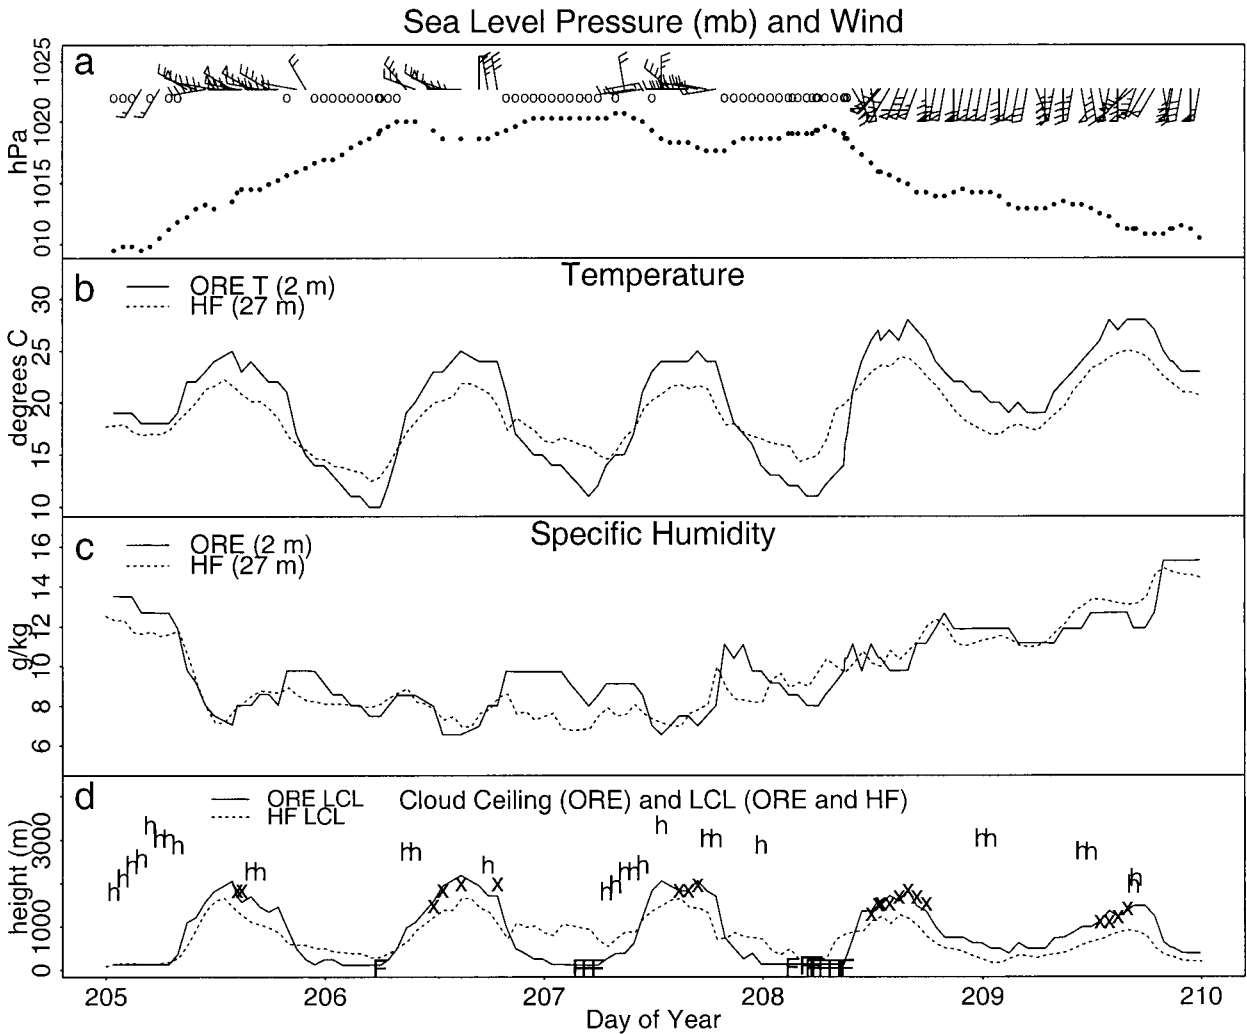 Sea Level Pressure (mb) and Wind
a
hPa
1025
1020
1015
010
b
Temperature
ORE T (2 m)
HF (27 m)
degrees C
30
25
20
15
10
c
Specific Humidity
ORE (2 m)
HF (27 m)
g/kg
16
14
12
10
8
6
d
ORE LCL
HF LCL
Cloud Ceiling (ORE) and LCL (ORE and HF)
height (m)
3000
1000
0
205 206 207 208 209 210
Day of Year